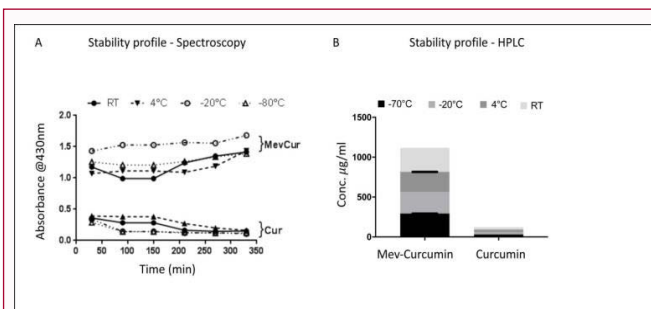 A Stability profile - Spectroscopy
RT 4°C -20°C -80°C
2.0
1.5
1.0
0.5
0.0
Absorbance @430nm
MevCur
Cur
0 50 100 150 200 250 300 350
Time (min)
B Stability profile - HPLC
-70°C -20°C 4°C RT
1500
1000
500
0
Conc. µg/ml
Mev-Curcumin Curcumin